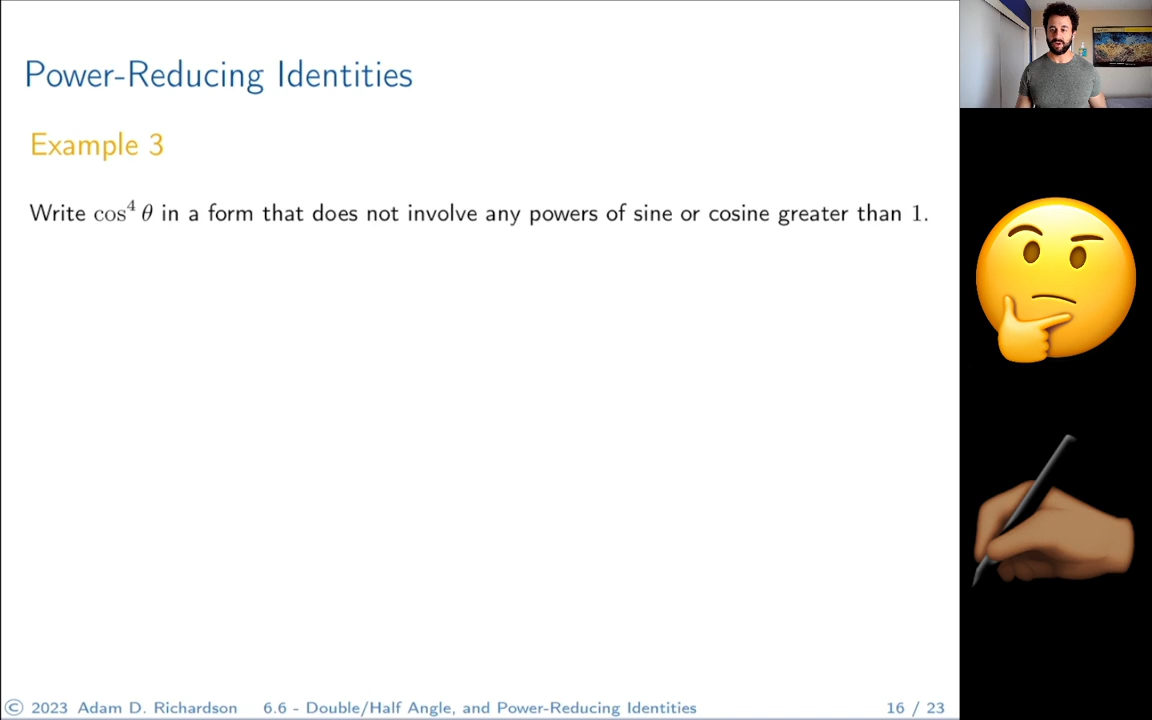 Power-Reducing Identities
Example 3
Write cos⁴ θ in a form that does not involve any powers of sine or cosine greater than 1.
© 2023 Adam D. Richardson 6.6 - Double/Half Angle, and Power-Reducing Identities 16 / 23